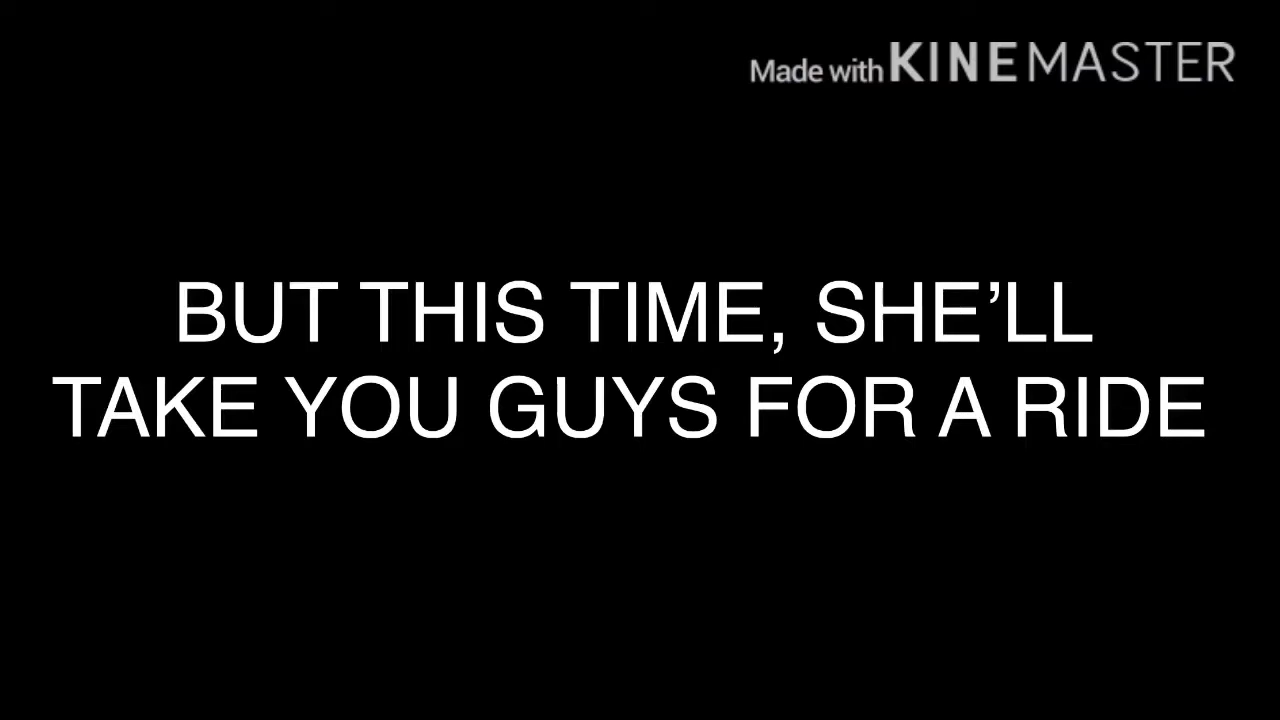 Made with KINEMASTER
BUT THIS TIME, SHE’LL
TAKE YOU GUYS FOR A RIDE